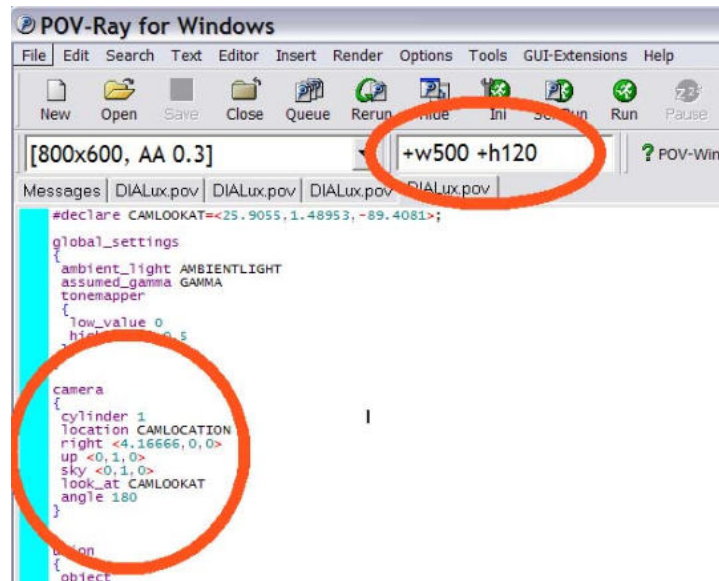 POV-Ray for Windows
File Edit Search Text Editor Insert Render Options Tools GUI-Extensions Help
New Open Save Close Queue Rerun Hide Ini Run Pause
[800x600, AA 0.3] +w500 +h120 ? POV-Win
Messages DIALux.pov DIALux.pov DIALux.pov DIALux.pov
#declare CAMLOOKAT=<25.9055,1.48953,-89.4081>;
global_settings
{
ambient_light AMBIENTLIGHT
assumed_gamma GAMMA
tonemapper
{
low_value 0
camera
{
cylinder 1
location CAMLOCATION
right <4.16666,0,0>
up <0,1,0>
sky <0,1,0>
look_at CAMLOOKAT
angle 180
}
{
object